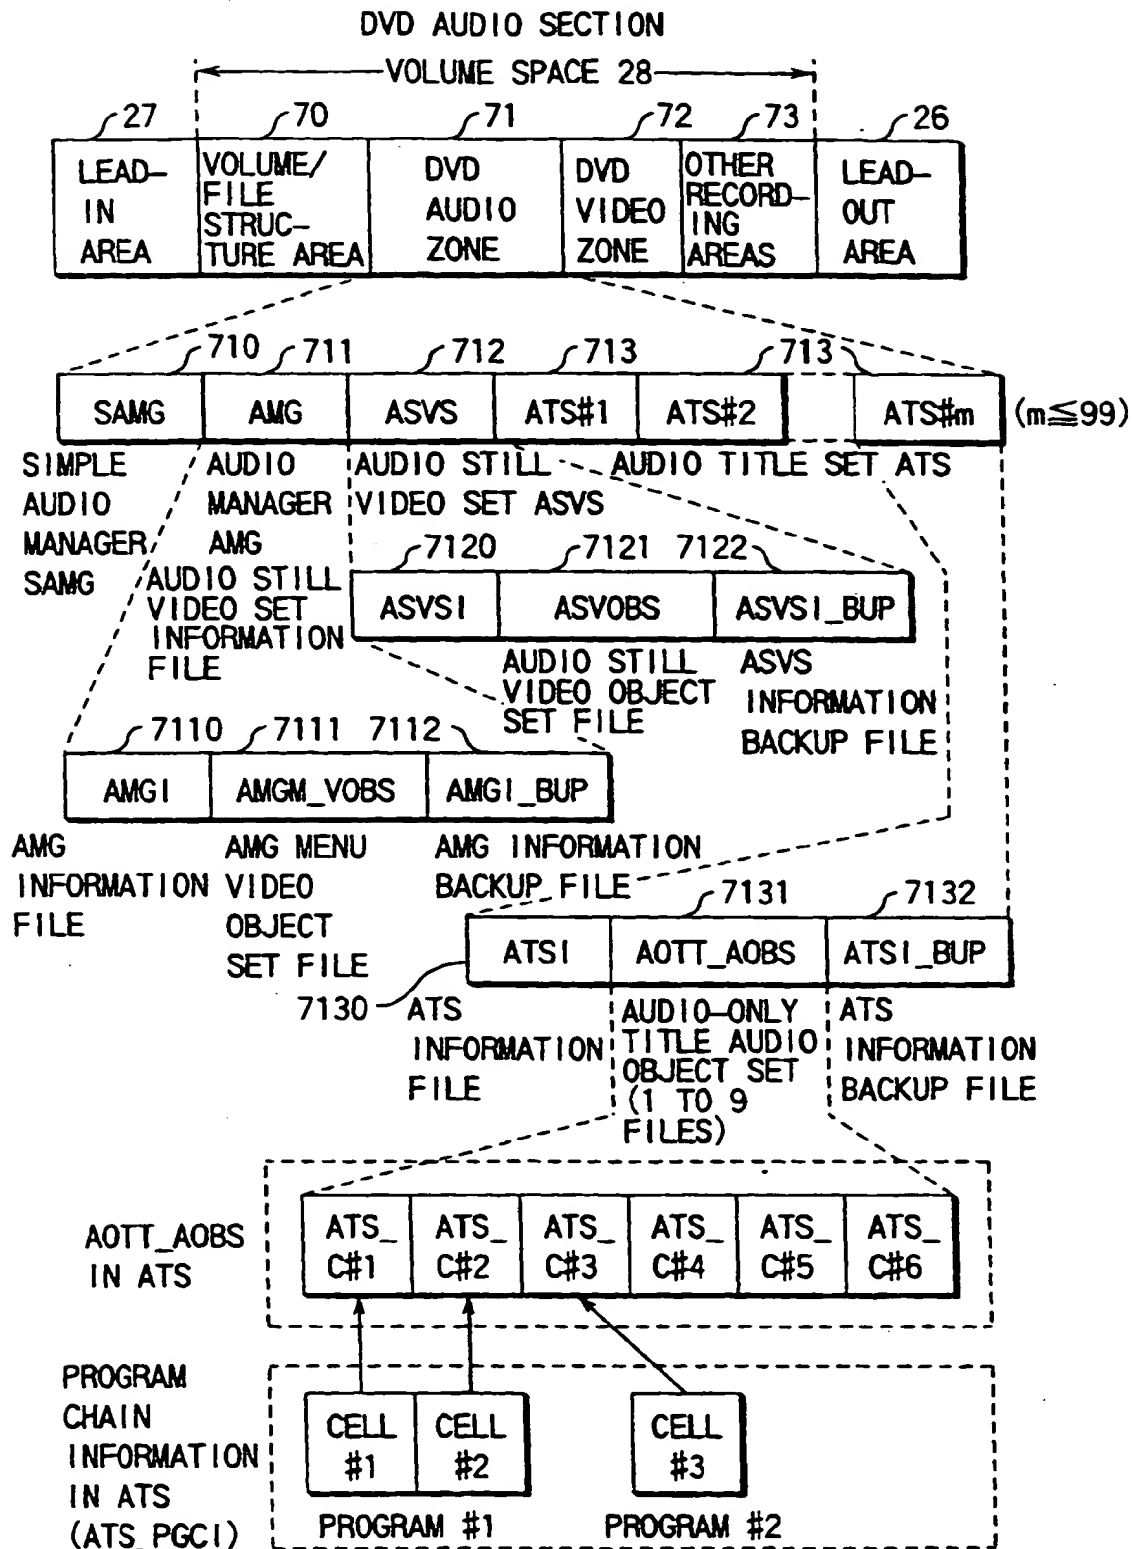 DVD AUDIO SECTION
VOLUME SPACE 28
27 70 71 72 73 26
LEAD-
IN
AREA
VOLUME/
FILE
STRUC-
TURE AREA
DVD
AUDIO
ZONE
DVD
VIDEO
ZONE
OTHER
RECORD-
ING
AREAS
LEAD-
OUT
AREA
710 711 712 713 713
SAMG AMG ASVS ATS#1 ATS#2 ATS#m (m≦99)
SIMPLE
AUDIO
MANAGER
SAMG
AUDIO
MANAGER
AMG
AUDIO STILL
VIDEO SET ASVS
AUDIO TITLE SET ATS
7120 7121 7122
ASVSI ASVOBS ASVSI_BUP
AUDIO STILL
VIDEO SET
INFORMATION
FILE
AUDIO STILL
VIDEO OBJECT
SET FILE
ASVS
INFORMATION
BACKUP FILE
7110 7111 7112
AMGI AMGM_VOBS AMGI_BUP
AMG
INFORMATION
FILE
AMG MENU
VIDEO
OBJECT
SET FILE
AMG INFORMATION
BACKUP FILE
7131 7132
ATSI AOTT_AOBS ATSI_BUP
7130
ATS
INFORMATION
FILE
AUDIO-ONLY
TITLE AUDIO
OBJECT SET
(1 TO 9
FILES)
ATS
INFORMATION
BACKUP FILE
AOTT_AOBS
IN ATS
ATS_
C#1
ATS_
C#2
ATS_
C#3
ATS_
C#4
ATS_
C#5
ATS_
C#6
PROGRAM
CHAIN
INFORMATION
IN ATS
(ATS_PGCI)
CELL
#1
CELL
#2
CELL
#3
PROGRAM #1 PROGRAM #2